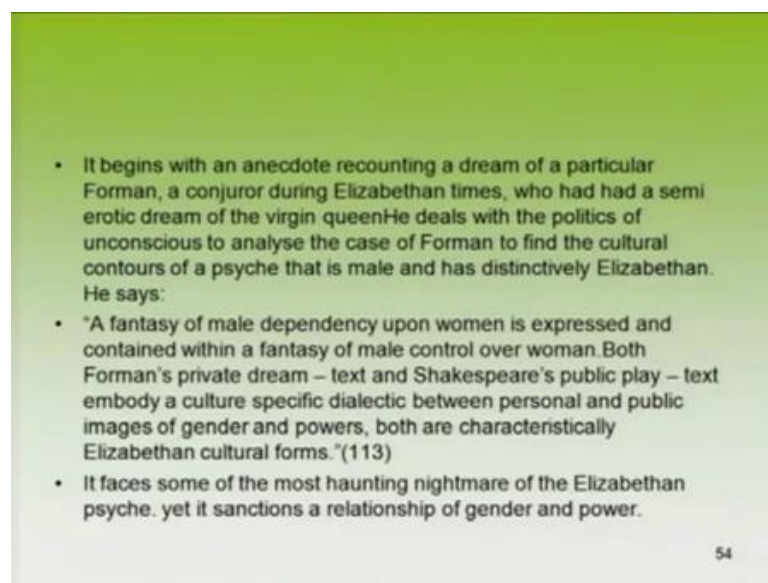 • It begins with an anecdote recounting a dream of a particular
Forman, a conjuror during Elizabethan times, who had had a semi
erotic dream of the virgin queenHe deals with the politics of
unconscious to analyse the case of Forman to find the cultural
contours of a psyche that is male and has distinctively Elizabethan.
He says:
• “A fantasy of male dependency upon women is expressed and
contained within a fantasy of male control over woman.Both
Forman’s private dream – text and Shakespeare’s public play – text
embody a culture specific dialectic between personal and public
images of gender and powers, both are characteristically
Elizabethan cultural forms.”(113)
• It faces some of the most haunting nightmare of the Elizabethan
psyche. yet it sanctions a relationship of gender and power.
54